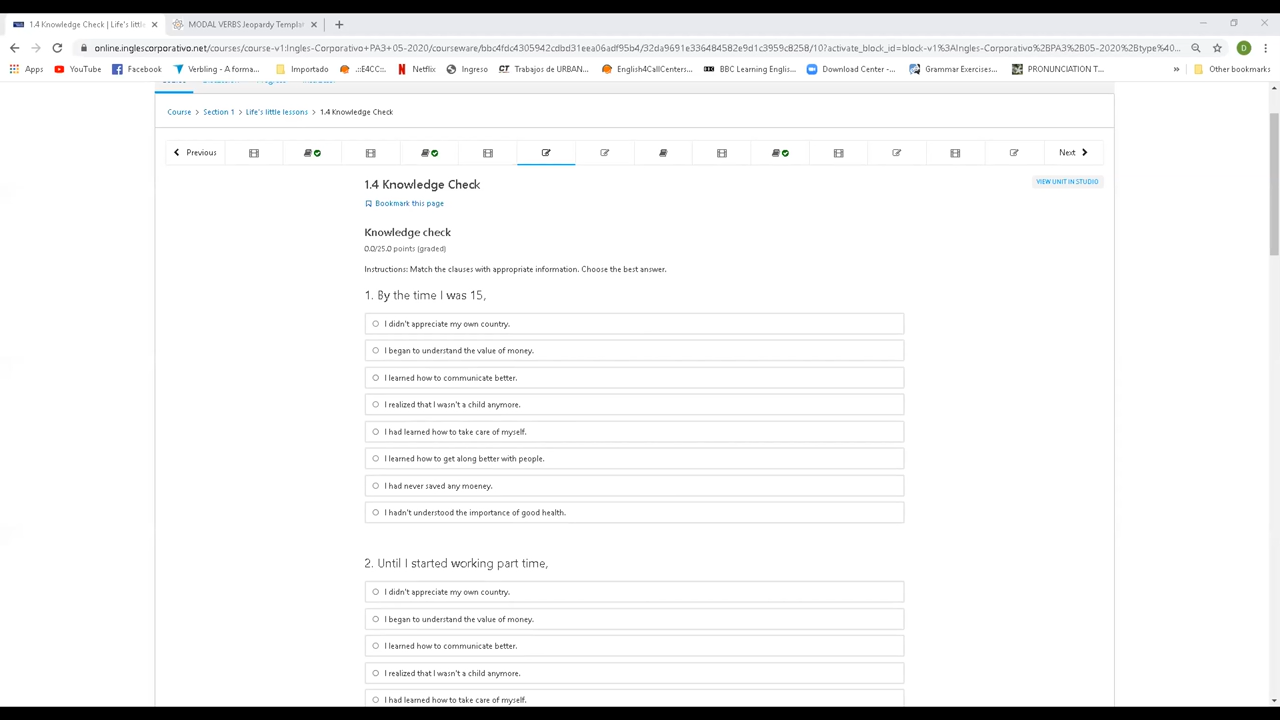 1.4 Knowledge Check | Life's little
MODAL VERBS Jeopardy Templat
online.inglescorporativo.net/courses/course-v1:Ingles-Corporativo+PA3+05-2020/courseware/bbc4fdc4305942cdbd31eea06adf95b4/32da9691e336484582e9d1c3959c8258/10?activate_block_id=block-v1%3AIngles-Corporativo%2BPA3%2B05-2020%2Btype%40...
D
Apps YouTube Facebook Verbling - A forma... Importado .::E4CC::. Netflix Ingreso Trabajos de URBAN... English4CallCenters... BBC Learning Englis... Download Center -... Grammar Exercises... PRONUNCIATION T... » Other bookmarks
Course > Section 1 > Life's little lessons > 1.4 Knowledge Check
Previous
Next
1.4 Knowledge Check
VIEW UNIT IN STUDIO
Bookmark this page
Knowledge check
0.0/25.0 points (graded)
Instructions: Match the clauses with appropriate information. Choose the best answer.
1. By the time I was 15,
I didn't appreciate my own country.
I began to understand the value of money.
I learned how to communicate better.
I realized that I wasn't a child anymore.
I had learned how to take care of myself.
I learned how to get along better with people.
I had never saved any moeney.
I hadn't understood the importance of good health.
2. Until I started working part time,
I didn't appreciate my own country.
I began to understand the value of money.
I learned how to communicate better.
I realized that I wasn't a child anymore.
I had learned how to take care of myself.